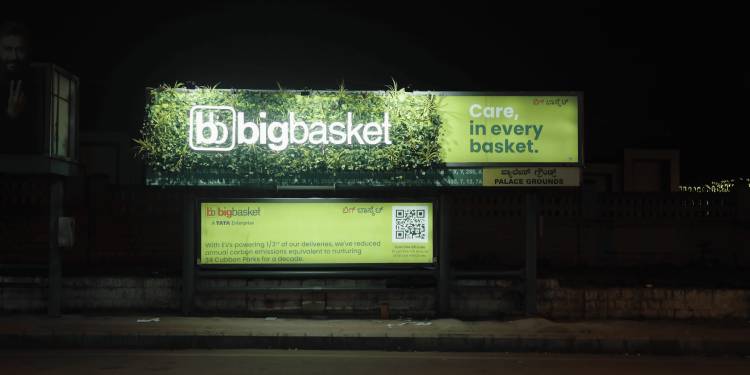 bigbasket
Care,
in every
basket.
ಬಿಗ್ ಬಾಸ್ಕೆಟ್
ಪ್ಯಾಲೇಸ್ ಗ್ರೌಂಡ್ಸ್
PALACE GROUNDS
bigbasket
A TATA Enterprise
ಬಿಗ್ ಬಾಸ್ಕೆಟ್
With EVs powering 1/3rd of our deliveries, we've reduced
annual carbon emissions equivalent to nurturing
34 Cubbon Parks for a decade.